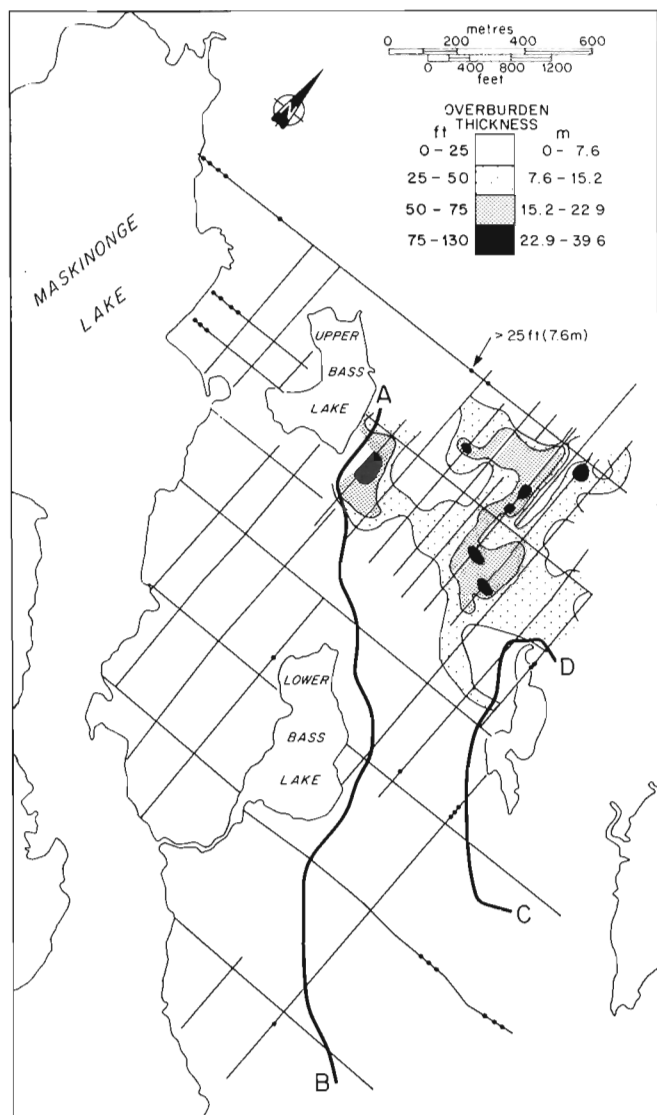 metres
0 200 400 600
0 400 800 1200
feet
N
OVERBURDEN
THICKNESS
ft m
0 - 25 0 - 7.6
25 - 50 7.6 - 15.2
50 - 75 15.2 - 22.9
75 - 130 22.9 - 39.6
MASKINONGE
LAKE
> 25 ft (7.6m)
UPPER
BASS
LAKE
A
D
LOWER
BASS
LAKE
C
B